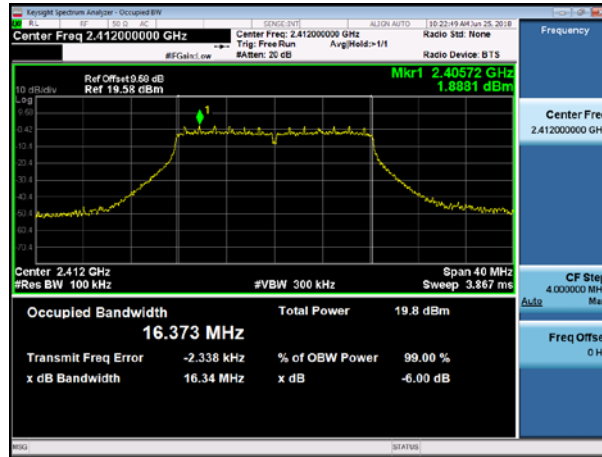 Keysight Spectrum Analyzer - Occupied BW
RL RF 50 Ω AC SENSE:INT ALIGN AUTO 10:22:49 AM Jun 25, 2018
Center Freq 2.412000000 GHz
Center Freq: 2.412000000 GHz
Radio Std: None
Trig: Free Run Avg|Hold:>1/1
#IFGain:Low #Atten: 20 dB Radio Device: BTS
Frequency
Ref Offset 9.58 dB
10 dB/div Ref 19.58 dBm
Mkr1 2.40572 GHz
1.8881 dBm
Log
1
9.58
-0.42
-10.4
-20.4
-30.4
-40.4
-50.4
-60.4
-70.4
Center 2.412 GHz Span 40 MHz
#Res BW 100 kHz #VBW 300 kHz Sweep 3.867 ms
Occupied Bandwidth Total Power 19.8 dBm
16.373 MHz
Transmit Freq Error -2.338 kHz % of OBW Power 99.00 %
x dB Bandwidth 16.34 MHz x dB -6.00 dB
Center Fre
2.412000000 GH
CF Ste
4.000000 MH
Auto Ma
Freq Offse
0 H
MSG STATUS